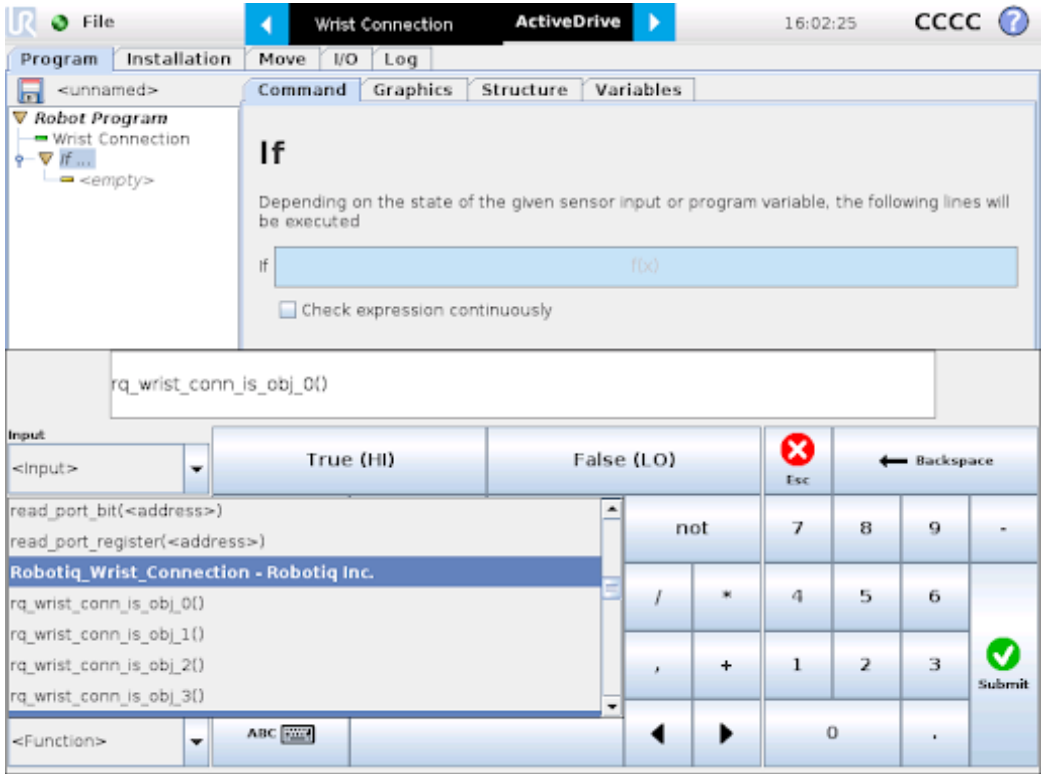 UR File Wrist Connection ActiveDrive 16:02:25 CCCC ?
Program Installation Move I/O Log
<unnamed> Command Graphics Structure Variables
Robot Program
Wrist Connection
If ...
<empty>
If
Depending on the state of the given sensor input or program variable, the following lines will
be executed
If f(x)
Check expression continuously
rq_wrist_conn_is_obj_0()
Input
<Input> True (HI) False (LO) Esc Backspace
read_port_bit(<address>)
read_port_register(<address>)
Robotiq_Wrist_Connection - Robotiq Inc.
rq_wrist_conn_is_obj_0()
rq_wrist_conn_is_obj_1()
rq_wrist_conn_is_obj_2()
rq_wrist_conn_is_obj_3()
not 7 8 9 -
/ * 4 5 6
, + 1 2 3 Submit
<Function> ABC 0 .